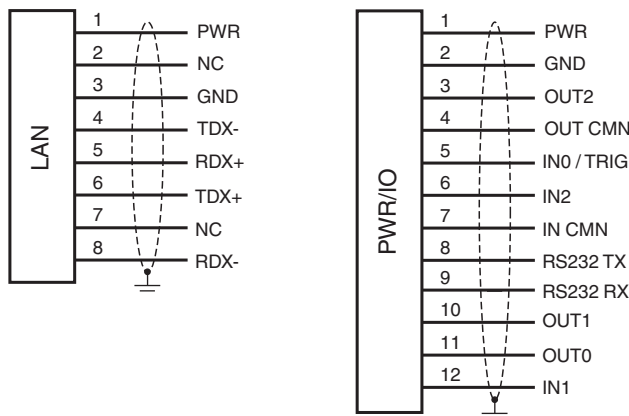 LAN
1 PWR
2 NC
3 GND
4 TDX-
5 RDX+
6 TDX+
7 NC
8 RDX-
PWR/IO
1 PWR
2 GND
3 OUT2
4 OUT CMN
5 IN0 / TRIG
6 IN2
7 IN CMN
8 RS232 TX
9 RS232 RX
10 OUT1
11 OUT0
12 IN1